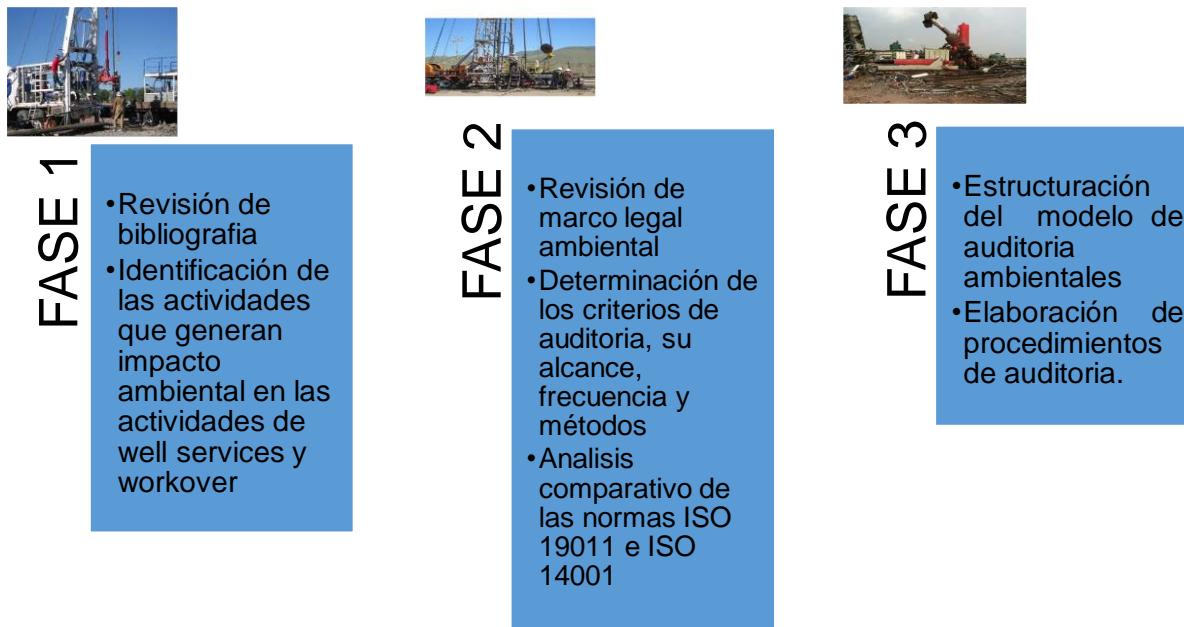 FASE 1
•Revisión de
bibliografia
•Identificación de
las actividades
que generan
impacto
ambiental en las
actividades de
well services y
workover
FASE 2
•Revisión de
marco legal
ambiental
•Determinación de
los criterios de
auditoria, su
alcance,
frecuencia y
métodos
•Analisis
comparativo de
las normas ISO
19011 e ISO
14001
FASE 3
•Estructuración
del modelo de
auditoria
ambientales
•Elaboración de
procedimientos
de auditoria.